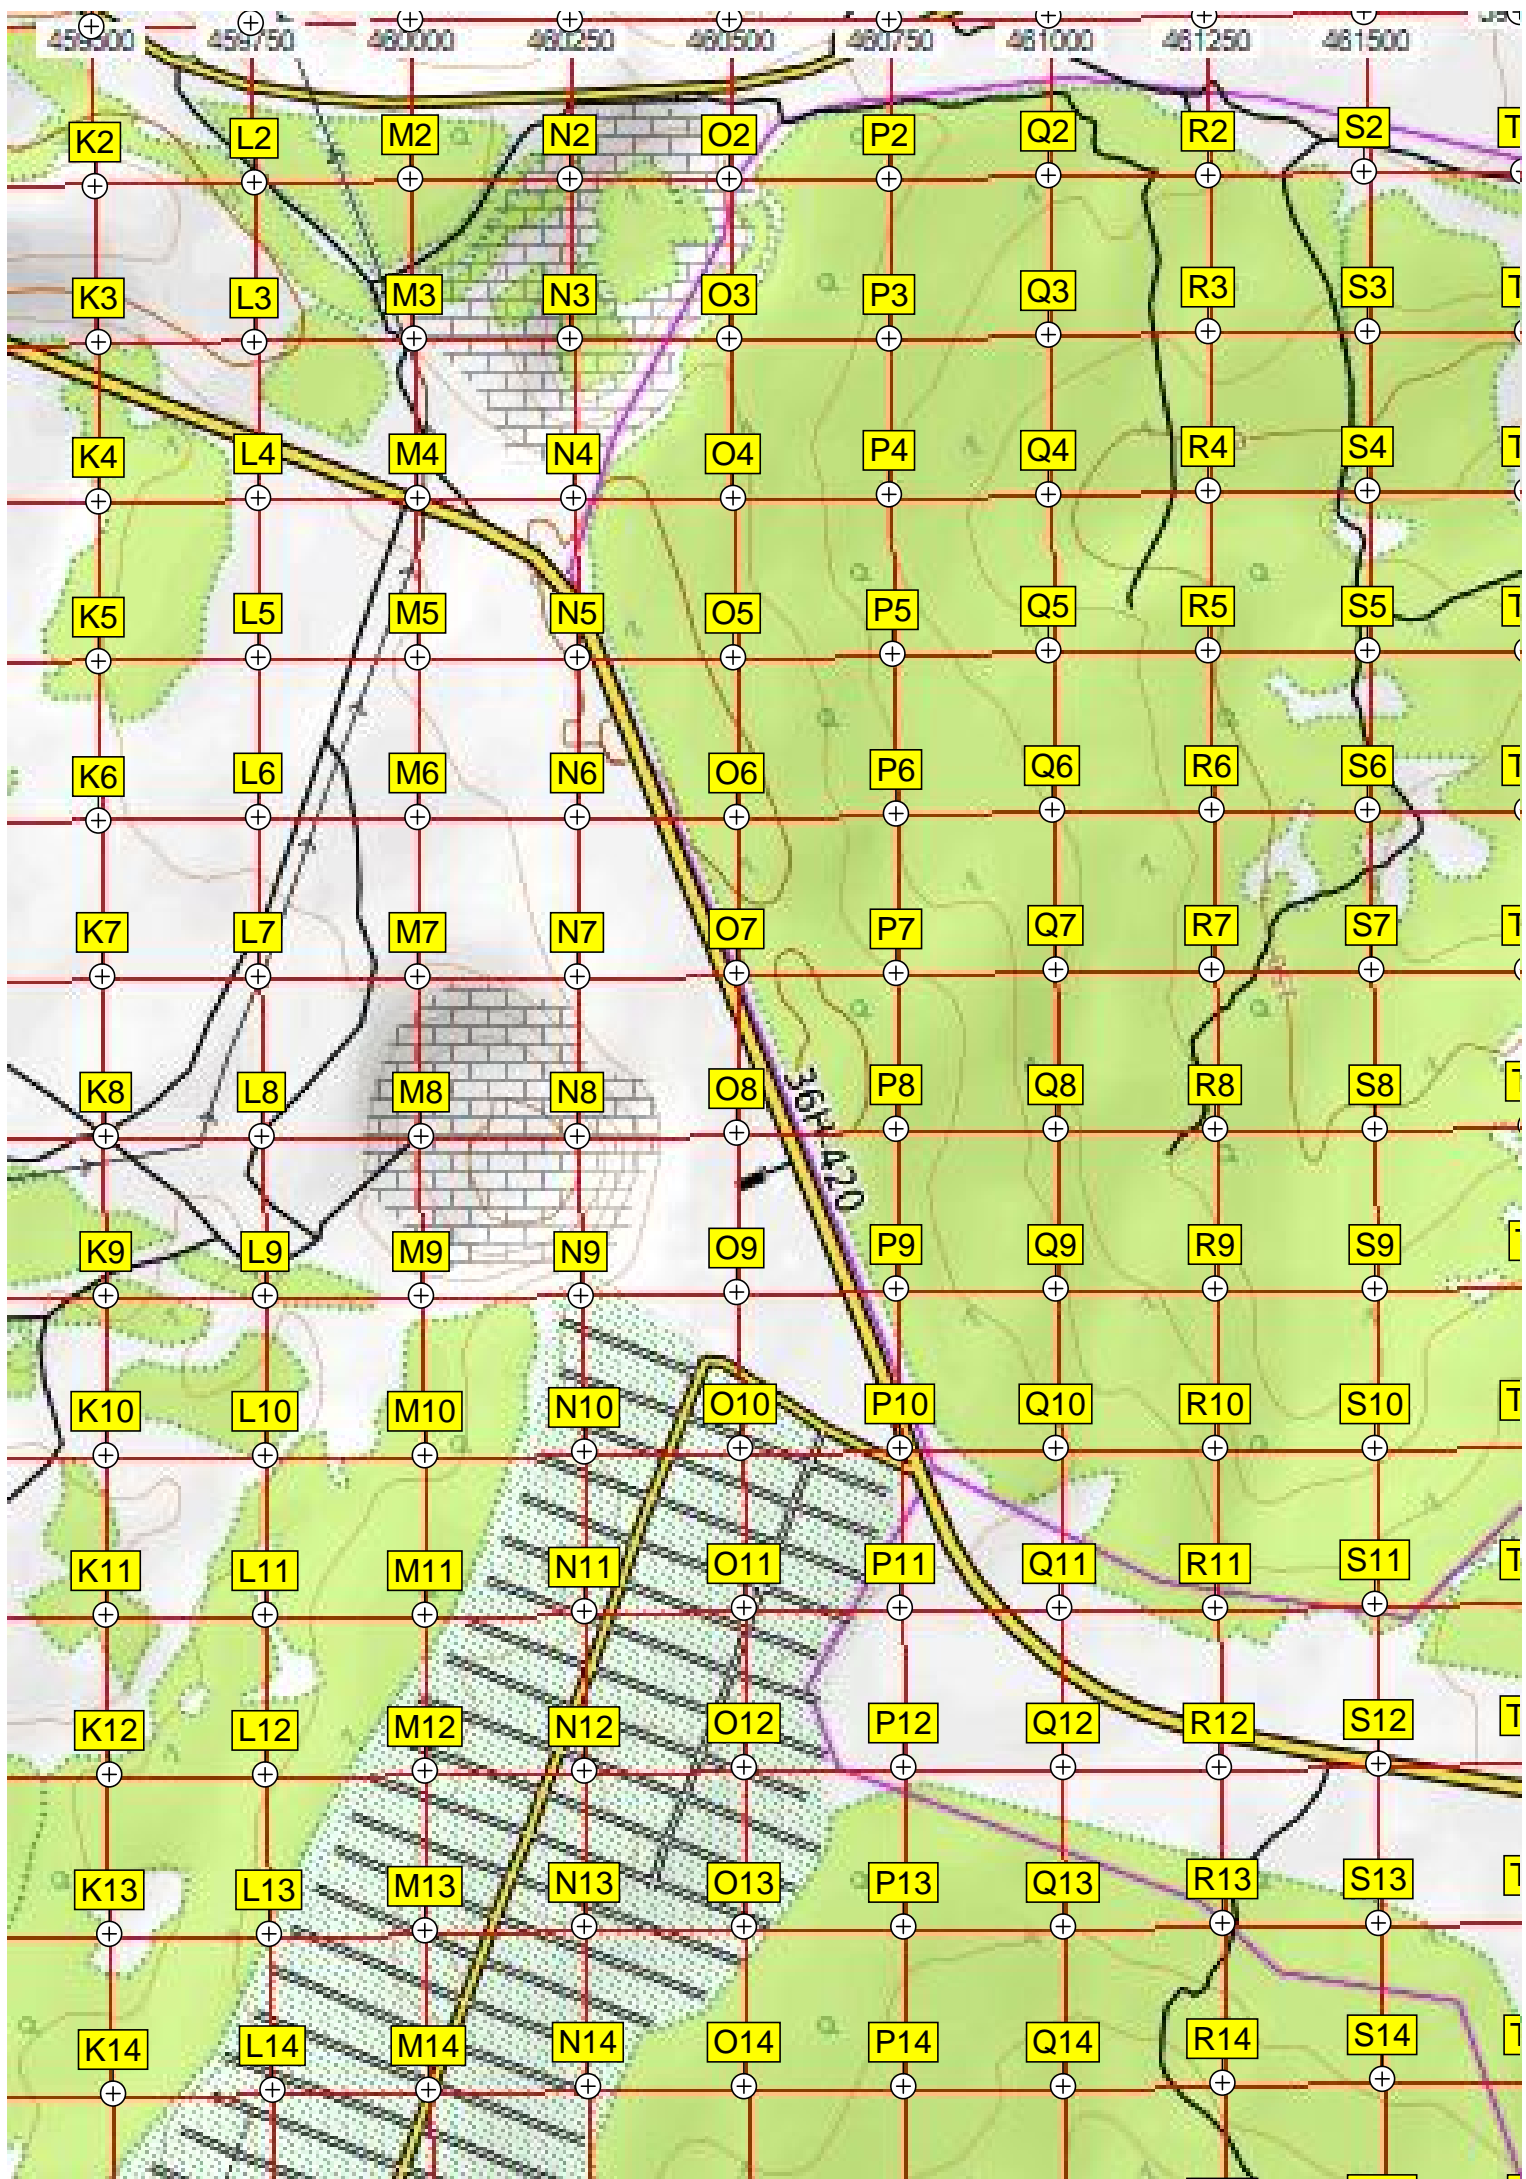 459500 459750 460000 460250 460500 460750 461000 461250 461500
K2 L2 M2 N2 O2 P2 Q2 R2 S2 T
K3 L3 M3 N3 O3 P3 Q3 R3 S3 T
K4 L4 M4 N4 O4 P4 Q4 R4 S4 T
K5 L5 M5 N5 O5 P5 Q5 R5 S5 T
K6 L6 M6 N6 O6 P6 Q6 R6 S6 T
K7 L7 M7 N7 O7 P7 Q7 R7 S7 T
K8 L8 M8 N8 O8 P8 Q8 R8 S8 T
36Н-420
K9 L9 M9 N9 O9 P9 Q9 R9 S9 T
K10 L10 M10 N10 O10 P10 Q10 R10 S10 T
K11 L11 M11 N11 O11 P11 Q11 R11 S11 T
K12 L12 M12 N12 O12 P12 Q12 R12 S12 T
K13 L13 M13 N13 O13 P13 Q13 R13 S13 T
K14 L14 M14 N14 O14 P14 Q14 R14 S14 T